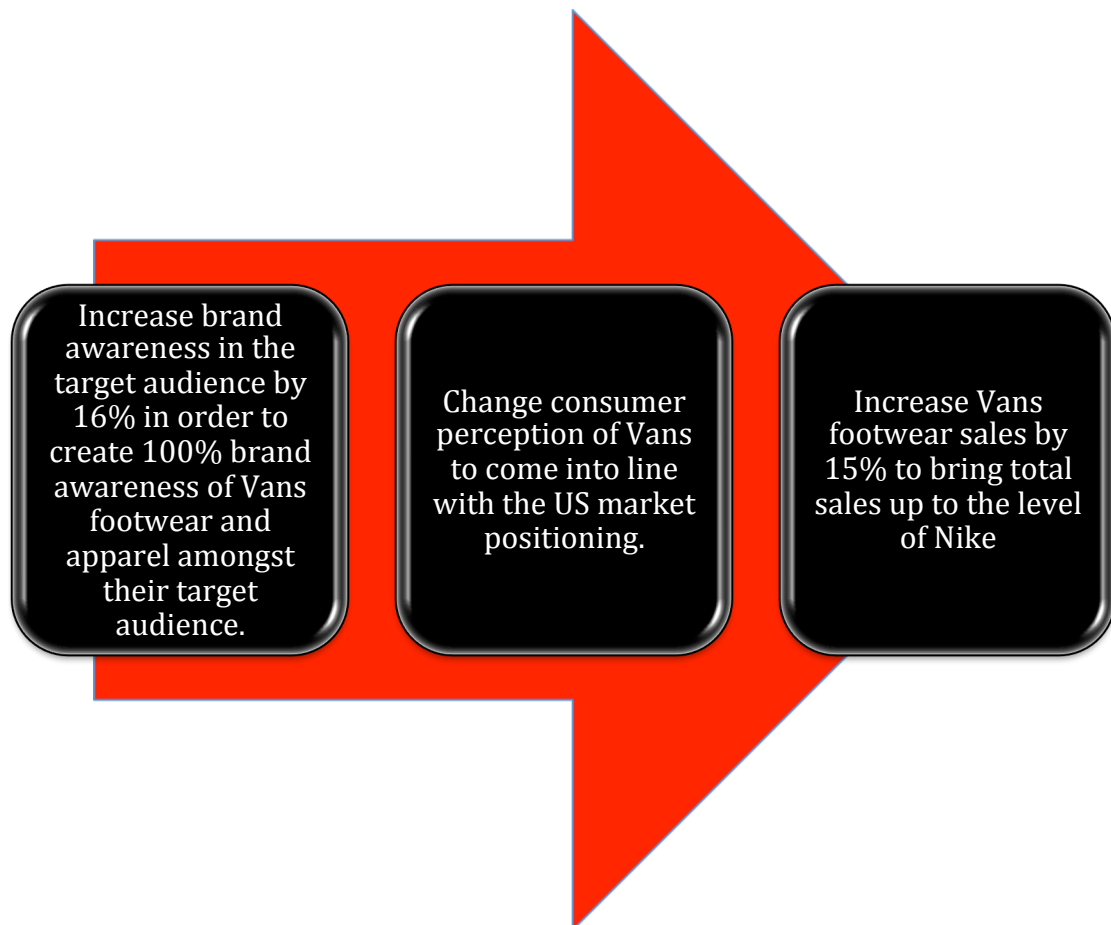 Increase brand
awareness in the
target audience by
16% in order to
create 100% brand
awareness of Vans
footwear and
apparel amongst
their target
audience.
Change consumer
perception of Vans
to come into line
with the US market
positioning.
Increase Vans
footwear sales by
15% to bring total
sales up to the level
of Nike